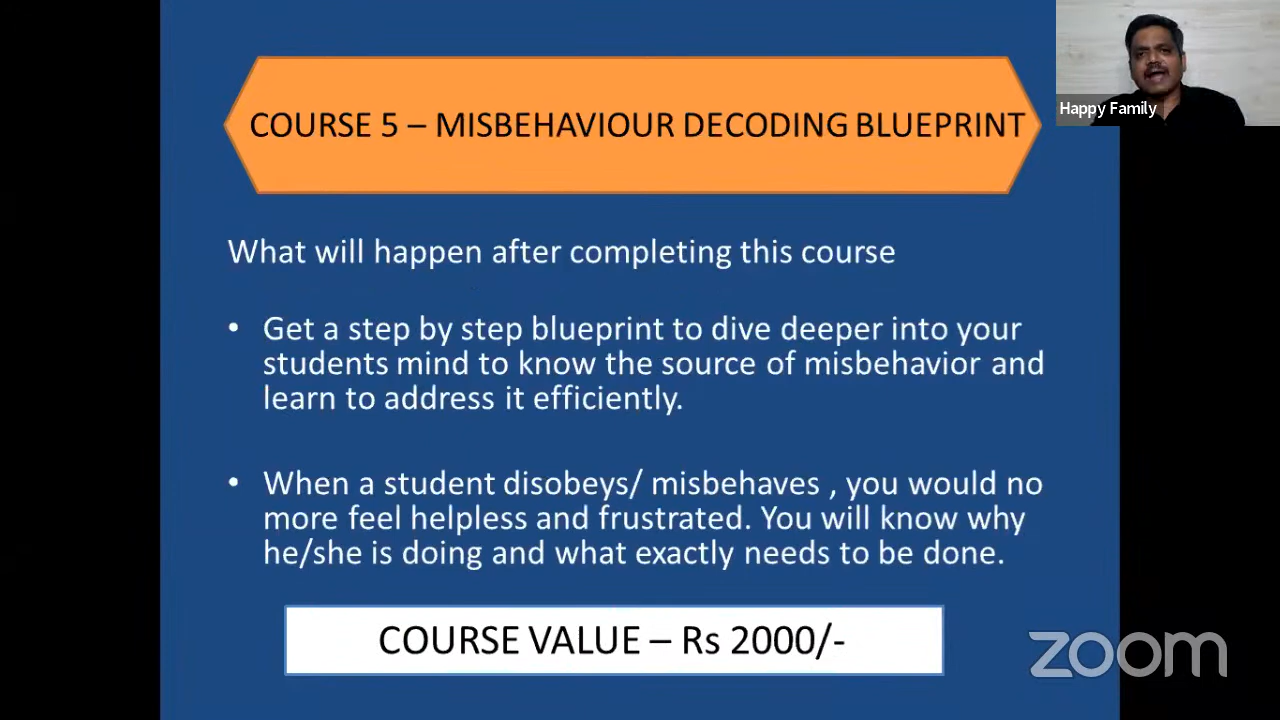 COURSE 5 – MISBEHAVIOUR DECODING BLUEPRINT
Happy Family
What will happen after completing this course
• Get a step by step blueprint to dive deeper into your
students mind to know the source of misbehavior and
learn to address it efficiently.
• When a student disobeys/ misbehaves , you would no
more feel helpless and frustrated. You will know why
he/she is doing and what exactly needs to be done.
COURSE VALUE – Rs 2000/-
zoom